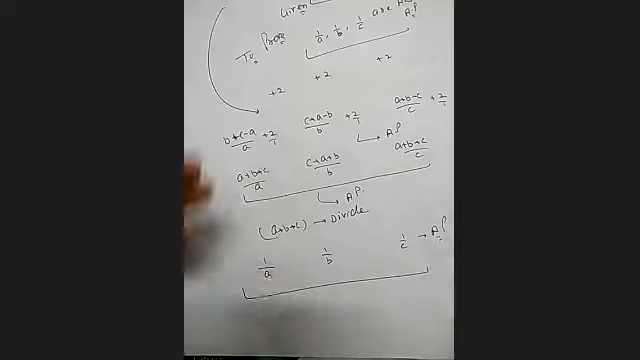 Given
A.P
To Prove 1/a, 1/b, 1/c are A.P
+2 +2 +2
b+c-a/a + 2/1 c+a-b/b + 2/1 a+b-c/c + 2/1
→ A.P
a+b+c/a c+a+b/b a+b+c/c
→ A.P.
(a+b+c) → Divide
1/a 1/b 1/c → A.P